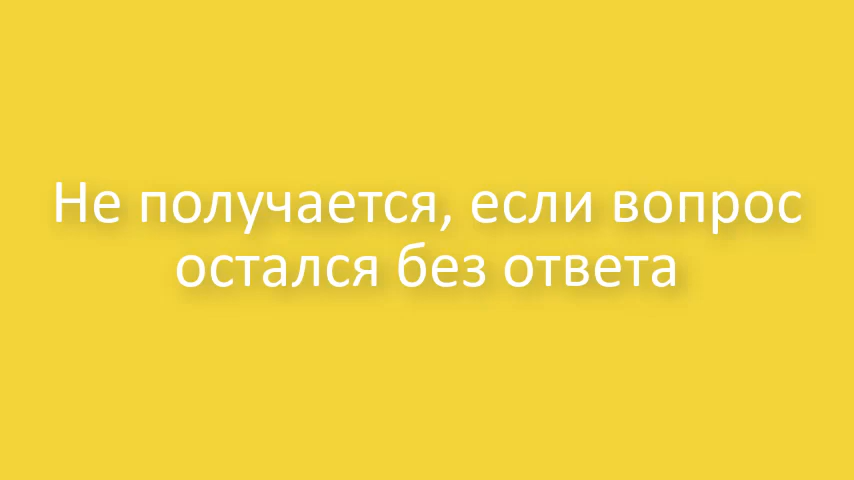 Не получается, если вопрос
остался без ответа